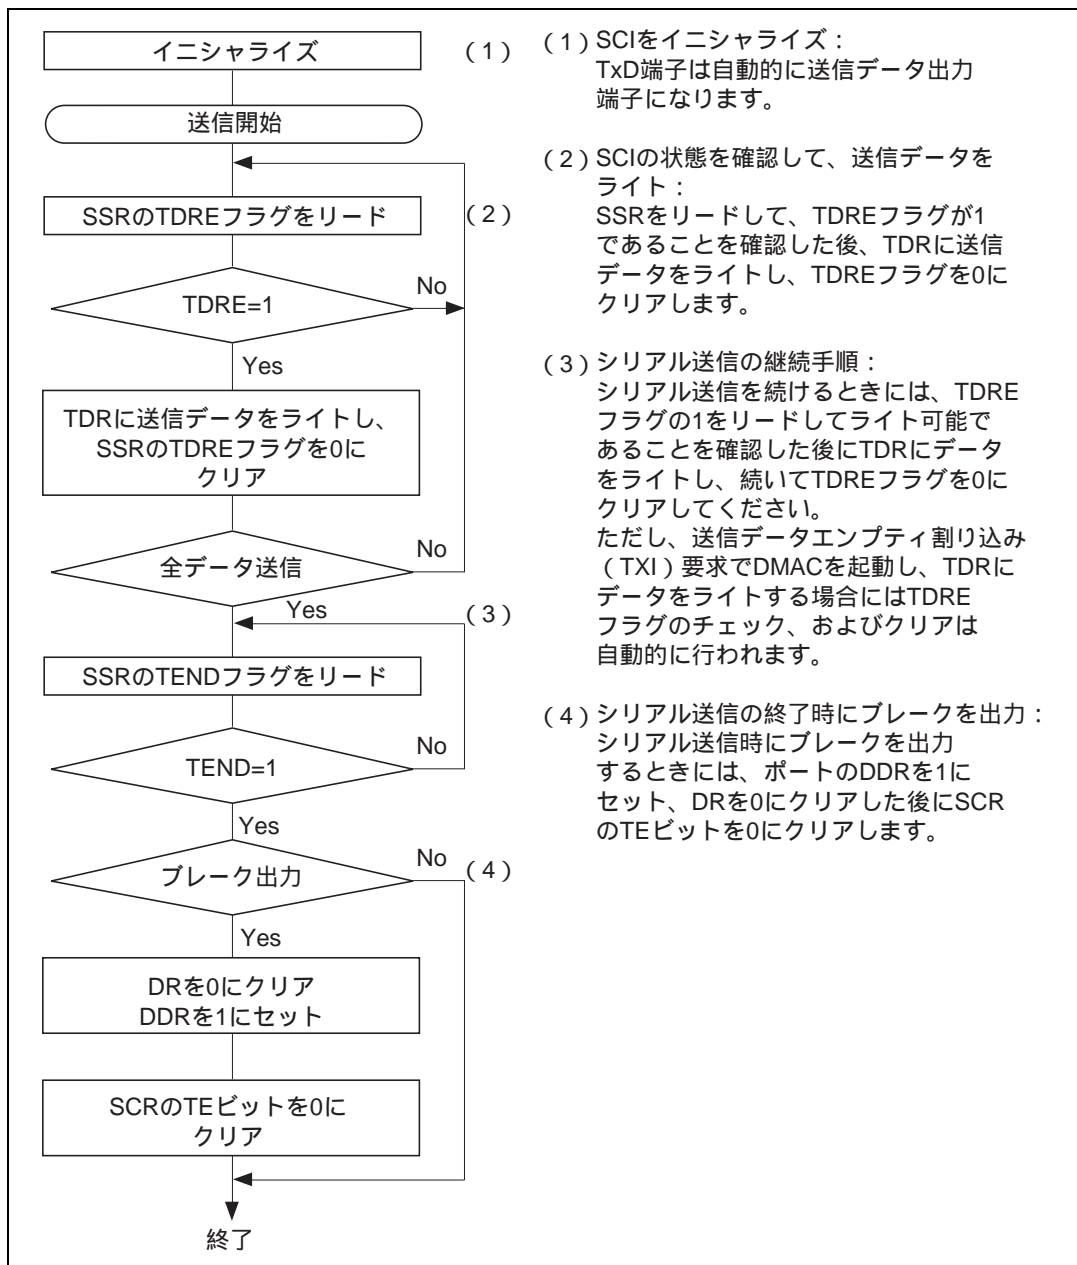 イニシャライズ
(1)
送信開始
SSRのTDREフラグをリード
(2)
TDRE=1
No
Yes
TDRに送信データをライトし、
SSRのTDREフラグを0に
クリア
全データ送信
No
Yes
(3)
SSRのTENDフラグをリード
TEND=1
No
Yes
ブレーク出力
No
(4)
Yes
DRを0にクリア
DDRを1にセット
SCRのTEビットを0に
クリア
終了
(1)SCIをイニシャライズ:
TxD端子は自動的に送信データ出力
端子になります。
(2)SCIの状態を確認して、送信データを
ライト:
SSRをリードして、TDREフラグが1
であることを確認した後、TDRに送信
データをライトし、TDREフラグを0に
クリアします。
(3)シリアル送信の継続手順:
シリアル送信を続けるときには、TDRE
フラグの1をリードしてライト可能で
あることを確認した後にTDRにデータ
をライトし、続いてTDREフラグを0に
クリアしてください。
ただし、送信データエンプティ割り込み
(TXI)要求でDMACを起動し、TDRに
データをライトする場合にはTDRE
フラグのチェック、およびクリアは
自動的に行われます。
(4)シリアル送信の終了時にブレークを出力:
シリアル送信時にブレークを出力
するときには、ポートのDDRを1に
セット、DRを0にクリアした後にSCR
のTEビットを0にクリアします。